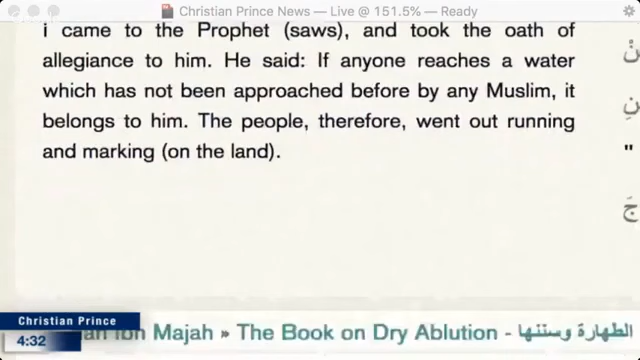 Christian Prince News — Live @ 151.5% — Ready
i came to the Prophet (saws), and took the oath of
allegiance to him. He said: If anyone reaches a water
which has not been approached before by any Muslim, it
belongs to him. The people, therefore, went out running
and marking (on the land).
Christian Prince
4:32
Ibn Majah » The Book on Dry Ablution - الطهارة وسننها